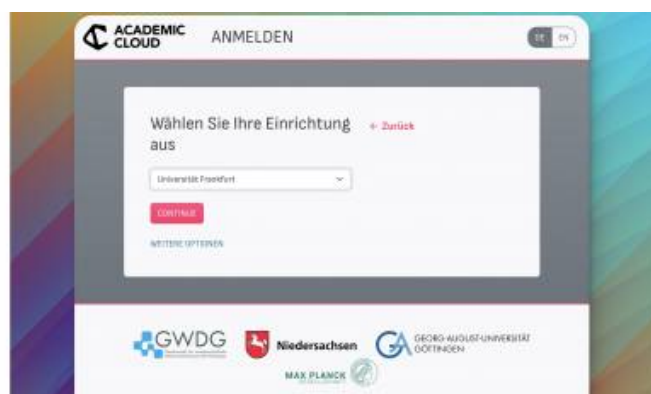 ACADEMIC
CLOUD
ANMELDEN
DE EN
Wählen Sie Ihre Einrichtung
aus
← Zurück
Universität Frankfurt
CONTINUE
WEITERE OPTIONEN
GWDG
Niedersachsen
GEORG-AUGUST-UNIVERSITÄT
GÖTTINGEN
MAX PLANCK